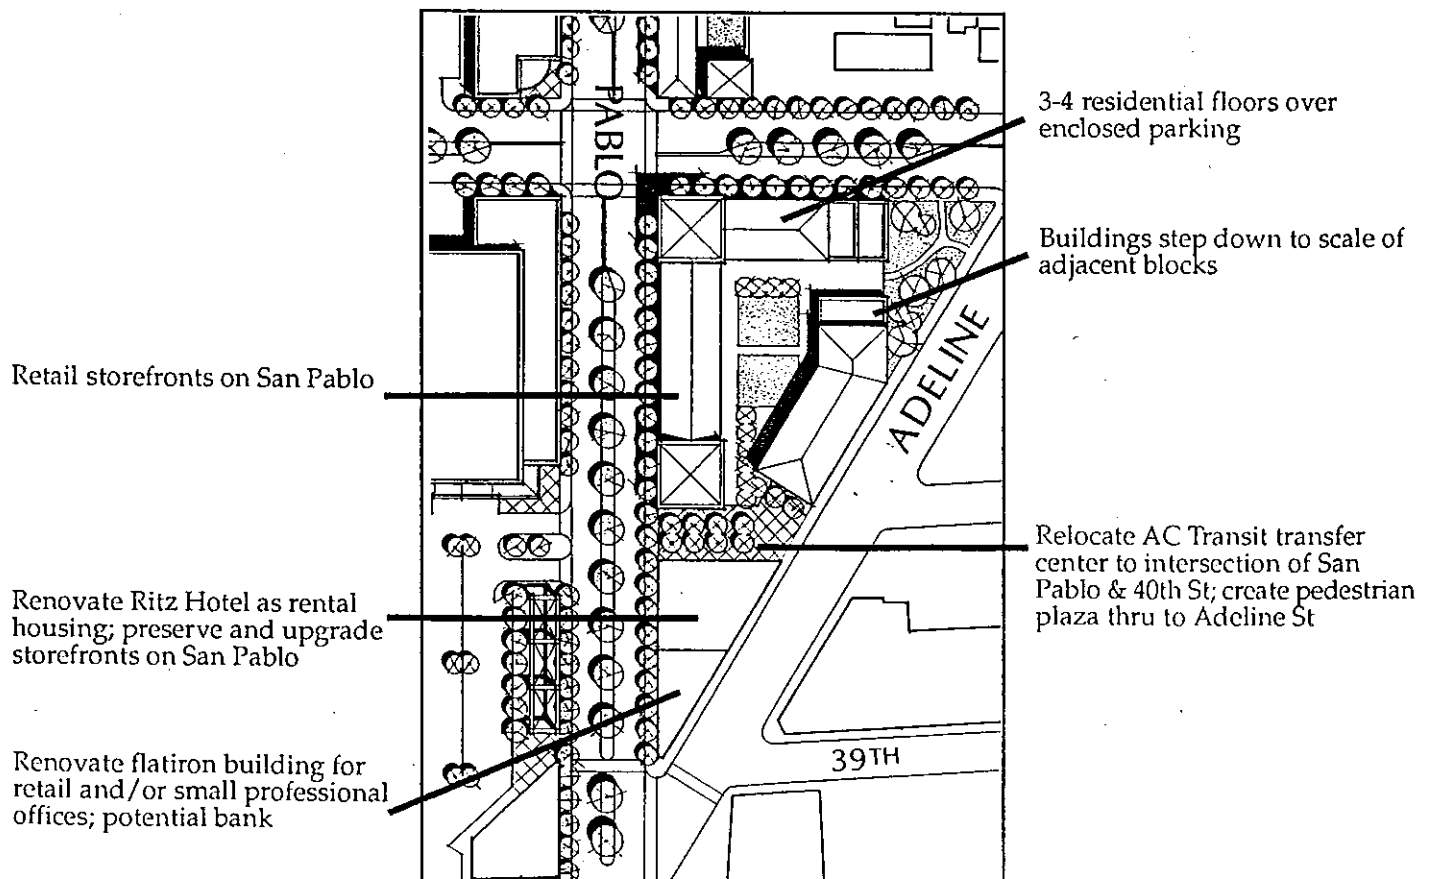 PABLO
3-4 residential floors over
enclosed parking
Buildings step down to scale of
adjacent blocks
ADELINE
Retail storefronts on San Pablo
Relocate AC Transit transfer
center to intersection of San
Pablo & 40th St; create pedestrian
plaza thru to Adeline St
Renovate Ritz Hotel as rental
housing; preserve and upgrade
storefronts on San Pablo
39TH
Renovate flatiron building for
retail and/or small professional
offices; potential bank